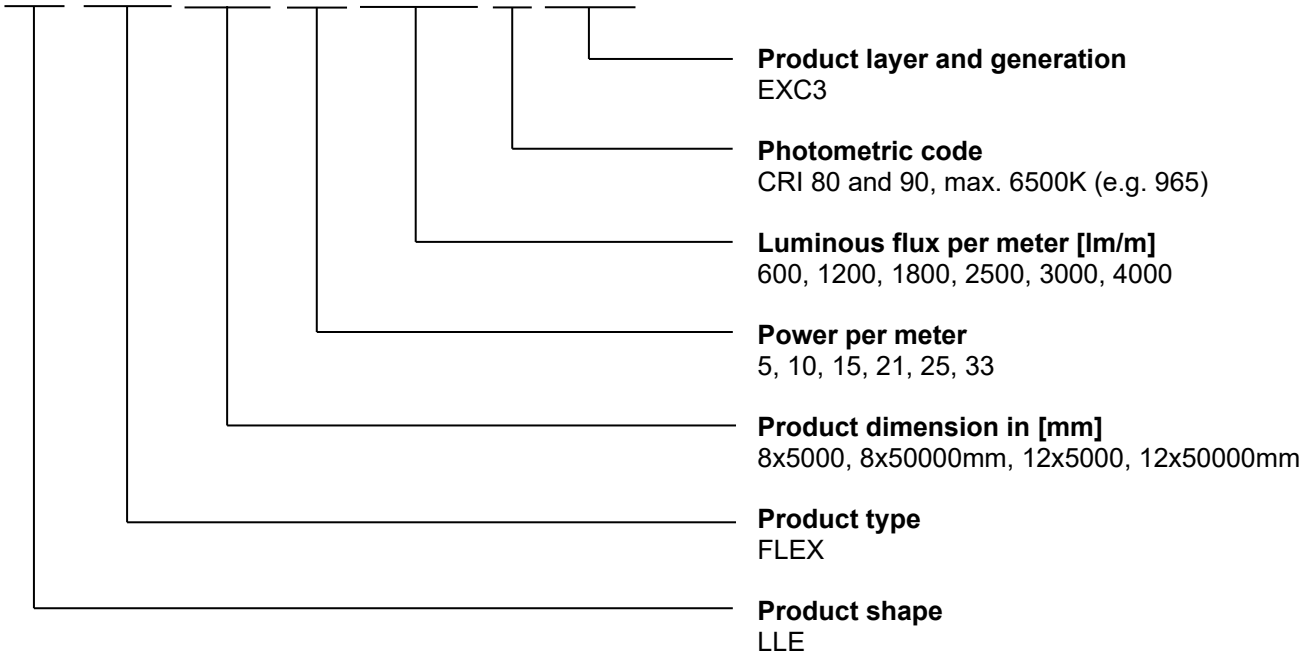 Product layer and generation
EXC3
Photometric code
CRI 80 and 90, max. 6500K (e.g. 965)
Luminous flux per meter [lm/m]
600, 1200, 1800, 2500, 3000, 4000
Power per meter
5, 10, 15, 21, 25, 33
Product dimension in [mm]
8x5000, 8x50000mm, 12x5000, 12x50000mm
Product type
FLEX
Product shape
LLE